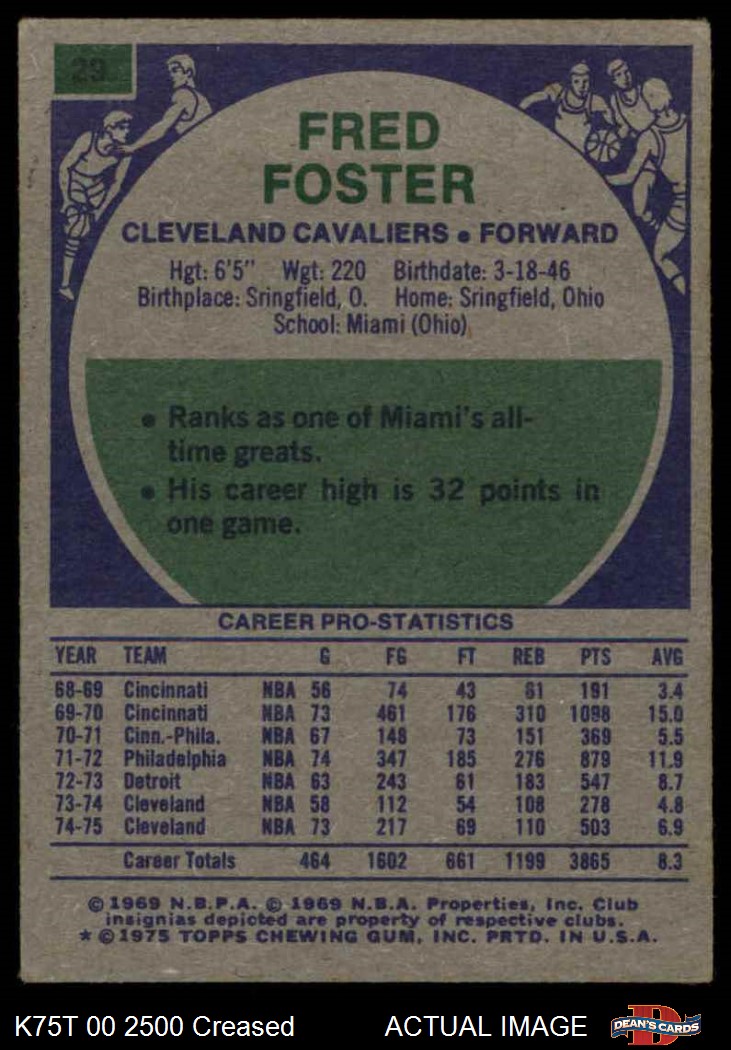 29
FRED
FOSTER
CLEVELAND CAVALIERS • FORWARD
Hgt: 6'5" Wgt: 220 Birthdate: 3-18-46
Birthplace: Sringfield, O. Home: Sringfield, Ohio
School: Miami (Ohio)
• Ranks as one of Miami's all-
time greats.
• His career high is 32 points in
one game.
CAREER PRO-STATISTICS
YEAR TEAM G FG FT REB PTS AVG
68-69 Cincinnati NBA 56 74 43 61 191 3.4
69-70 Cincinnati NBA 73 461 176 310 1098 15.0
70-71 Cinn.-Phila. NBA 67 148 73 151 369 5.5
71-72 Philadelphia NBA 74 347 185 276 879 11.9
72-73 Detroit NBA 63 243 61 183 547 8.7
73-74 Cleveland NBA 58 112 54 108 278 4.8
74-75 Cleveland NBA 73 217 69 110 503 6.9
Career Totals 464 1602 661 1199 3865 8.3
© 1969 N.B.P.A. © 1969 N.B.A. Properties, Inc. Club
insignias depicted are property of respective clubs.
* © 1975 TOPPS CHEWING GUM, INC. PRTD. IN U.S.A.
K75T 00 2500 Creased ACTUAL IMAGE D DEAN'S CARDS